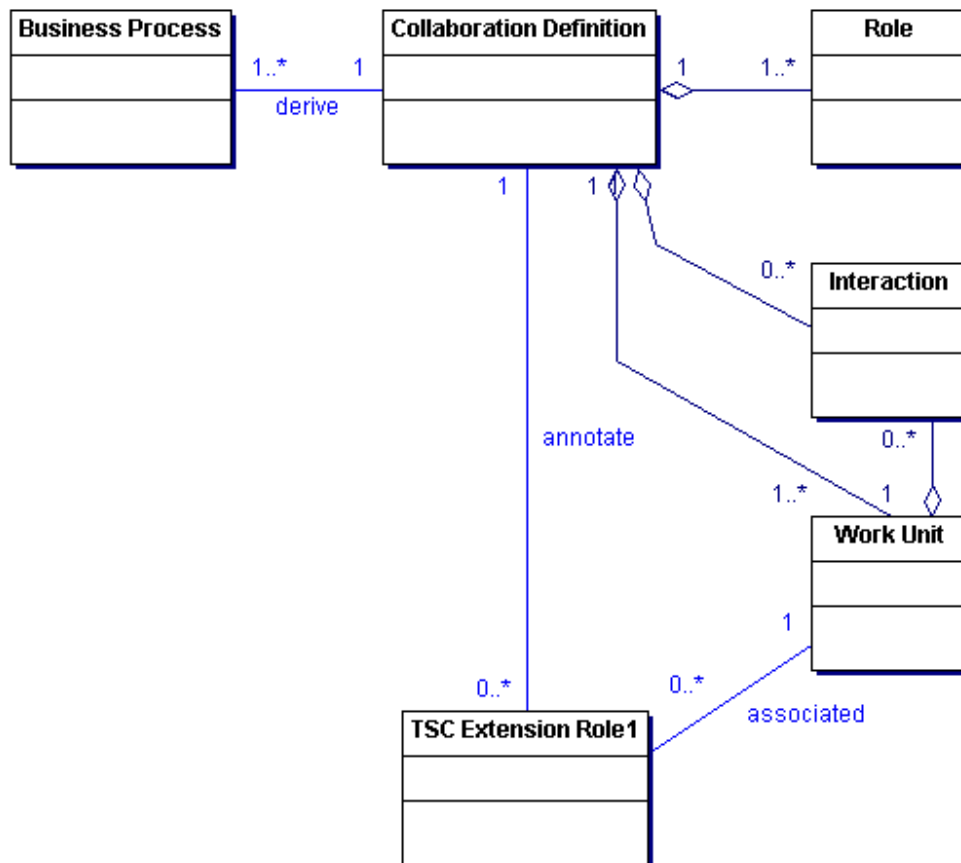 Business Process
Collaboration Definition
Role
1..*
1
1
1..*
derive
1
1
0..*
Interaction
annotate
0..*
1..*
1
Work Unit
1
0..*
0..*
associated
TSC Extension Role1